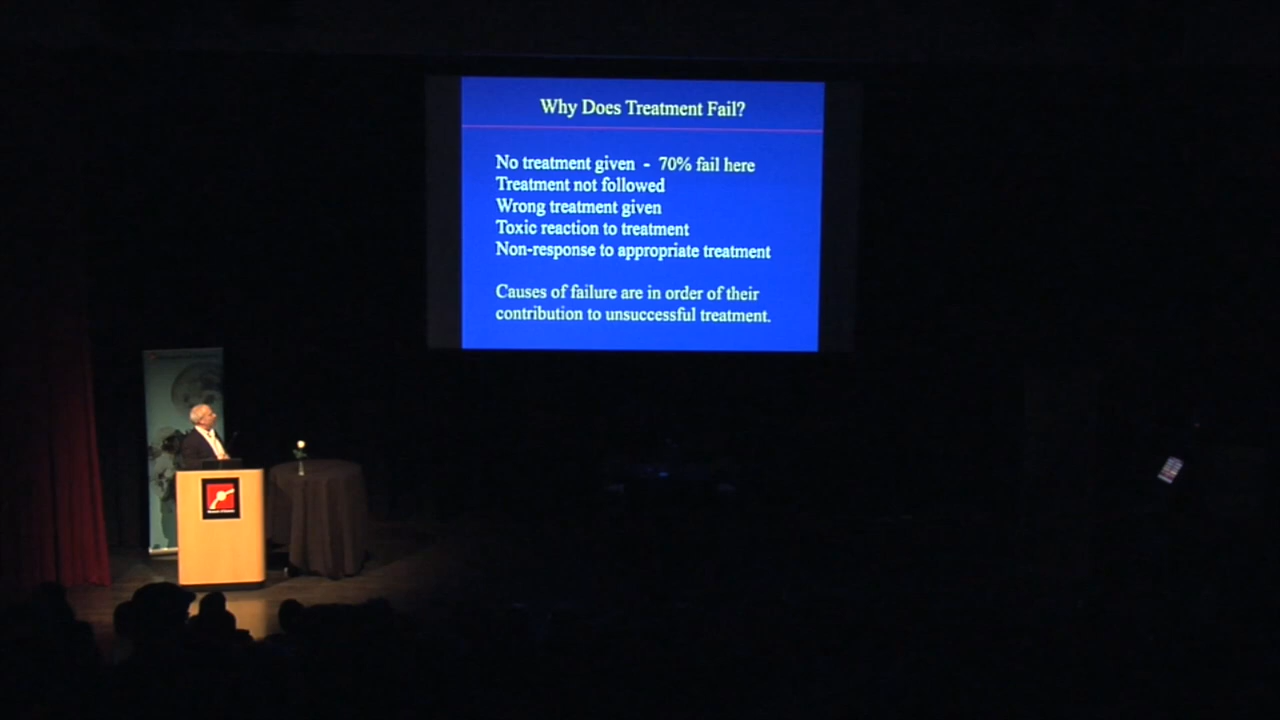 Why Does Treatment Fail?
No treatment given - 70% fail here
Treatment not followed
Wrong treatment given
Toxic reaction to treatment
Non-response to appropriate treatment
Causes of failure are in order of their
contribution to unsuccessful treatment.